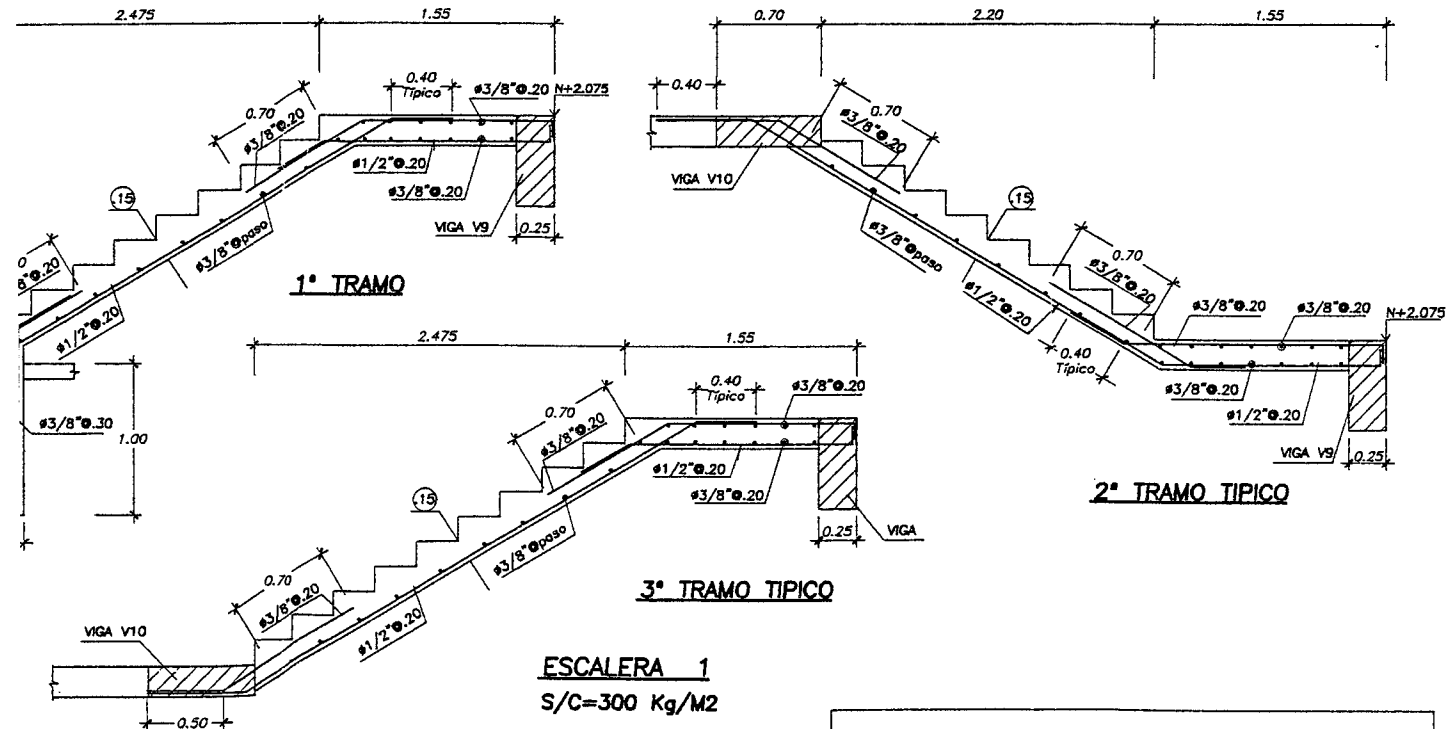 2.475
1.55
0.40
Típico
ø3/8"@.20
N+2.075
0.70
ø3/8"@.20
ø1/2"@.20
ø3/8"@.20
.15
ø3/8"@paso
VIGA V9
0.25
0
8"@.20
ø1/2"@.20
1° TRAMO
ø3/8"@.30
1.00
0.70
2.20
1.55
0.40
0.70
ø3/8"@.20
VIGA V10
.15
ø3/8"@paso
0.70
ø3/8"@.20
ø1/2"@.20
ø3/8"@.20
ø3/8"@.20
N+2.075
0.40
Típico
ø3/8"@.20
ø1/2"@.20
VIGA V9
0.25
2° TRAMO TIPICO
2.475
1.55
0.40
Típico
ø3/8"@.20
0.70
ø3/8"@.20
ø1/2"@.20
ø3/8"@.20
.15
ø3/8"@paso
0.25
VIGA
0.70
ø3/8"@.20
ø1/2"@.20
VIGA V10
0.50
3° TRAMO TIPICO
ESCALERA 1
S/C=300 Kg/M2